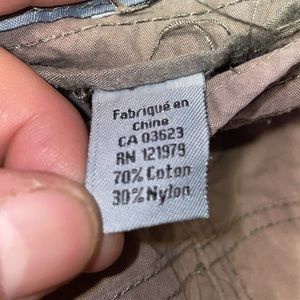 Fabriqué en
Chine
CA 03623
RN 121979
70% Coton
30% Nylon